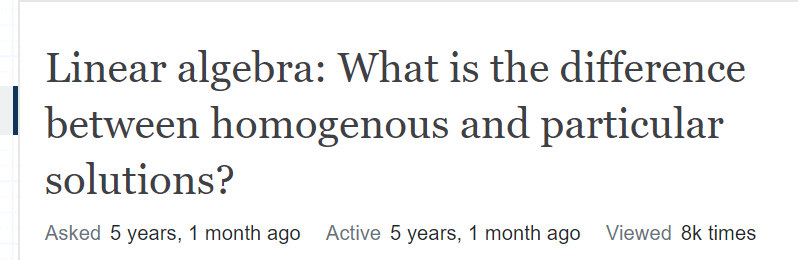 Linear algebra: What is the difference
between homogenous and particular
solutions?
Asked 5 years, 1 month ago Active 5 years, 1 month ago Viewed 8k times